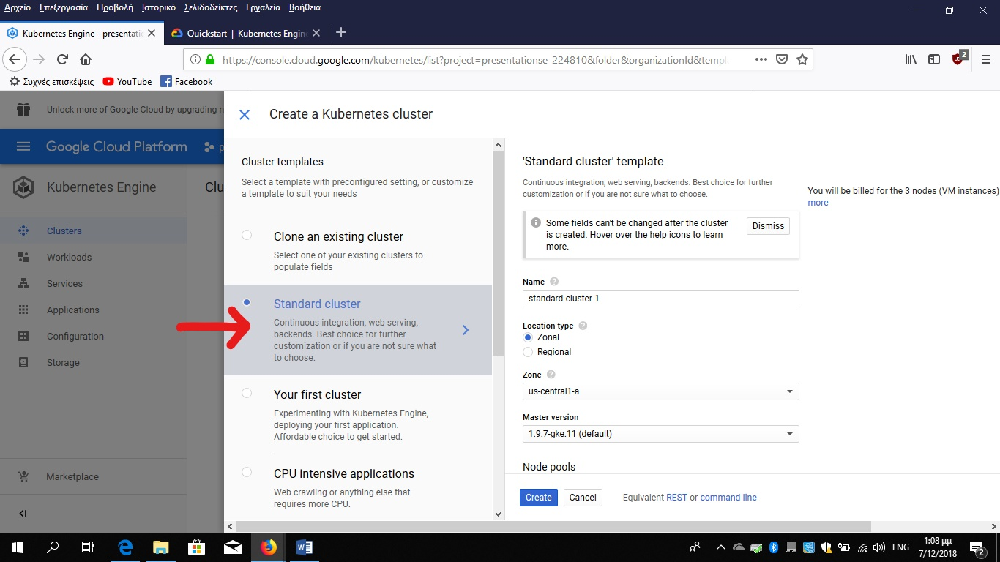 Αρχείο Επεξεργασία Προβολή Ιστορικό Σελιδοδείκτες Εργαλεία Βοήθεια
Kubernetes Engine - presentatio
Quickstart | Kubernetes Engine
https://console.cloud.google.com/kubernetes/list?project=presentationse-224810&folder&organizationId&templ
2
Συχνές επισκέψεις
YouTube
Facebook
Unlock more of Google Cloud by upgrading n
Google Cloud Platform
p
Kubernetes Engine
Clu
Clusters
Workloads
Services
Applications
Configuration
Storage
Marketplace
Create a Kubernetes cluster
Cluster templates
Select a template with preconfigured setting, or customize
a template to suit your needs
Clone an existing cluster
Select one of your existing clusters to
populate fields
Standard cluster
Continuous integration, web serving,
backends. Best choice for further
customization or if you are not sure what
to choose.
Your first cluster
Experimenting with Kubernetes Engine,
deploying your first application.
Affordable choice to get started.
CPU intensive applications
Web crawling or anything else that
requires more CPU.
'Standard cluster' template
Continuous integration, web serving, backends. Best choice for further
customization or if you are not sure what to choose.
Some fields can't be changed after the cluster
is created. Hover over the help icons to learn
more.
Dismiss
Name
standard-cluster-1
Location type
Zonal
Regional
Zone
us-central1-a
Master version
1.9.7-gke.11 (default)
Node pools
Create
Cancel
Equivalent REST or command line
You will be billed for the 3 nodes (VM instances)
more
ENG
1:08 μμ
7/12/2018
2